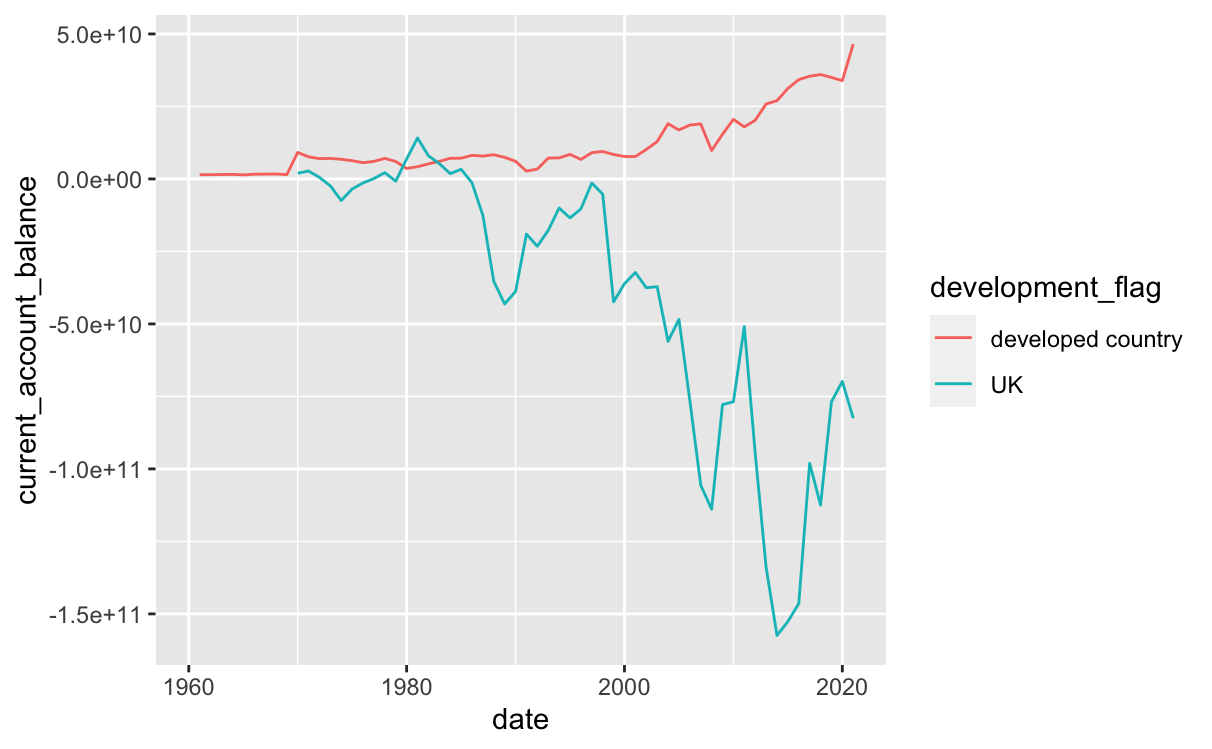 5.0e+10
0.0e+00
-5.0e+10
-1.0e+11
-1.5e+11
current_account_balance
1960 1980 2000 2020
date
development_flag
developed country
UK